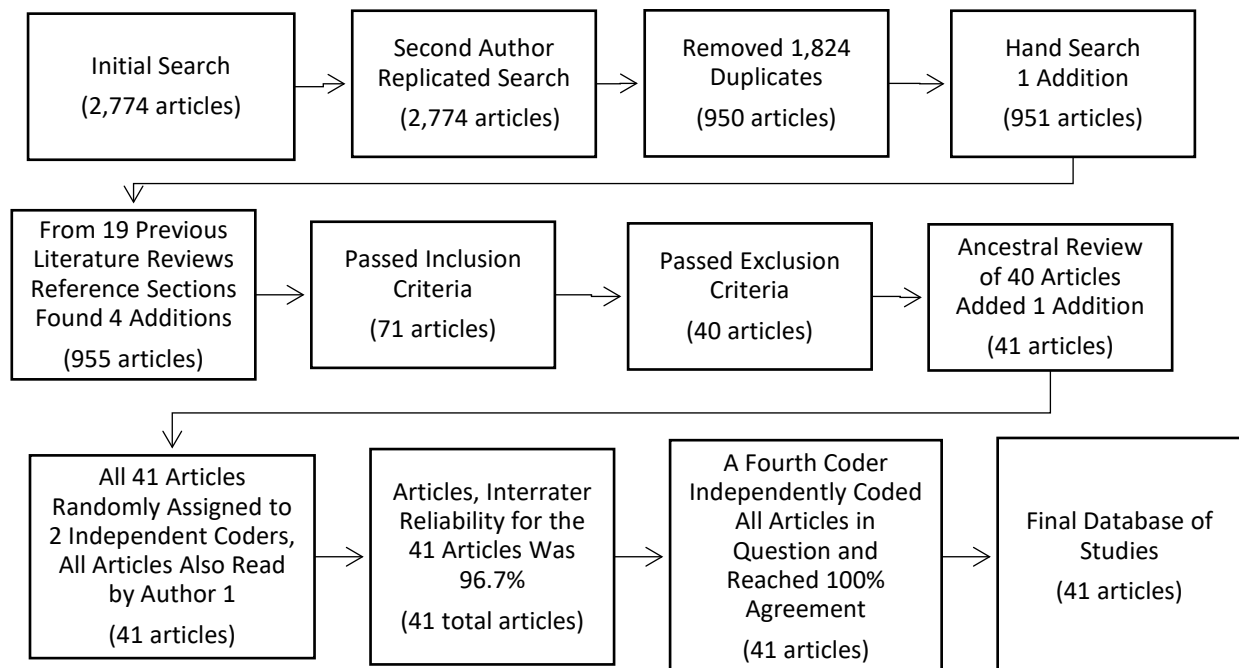 Initial Search
(2,774 articles)
Second Author
Replicated Search
(2,774 articles)
Removed 1,824
Duplicates
(950 articles)
Hand Search
1 Addition
(951 articles)
From 19 Previous
Literature Reviews
Reference Sections
Found 4 Additions
(955 articles)
Passed Inclusion
Criteria
(71 articles)
Passed Exclusion
Criteria
(40 articles)
Ancestral Review
of 40 Articles
Added 1 Addition
(41 articles)
All 41 Articles
Randomly Assigned to
2 Independent Coders,
All Articles Also Read
by Author 1
(41 articles)
Articles, Interrater
Reliability for the
41 Articles Was
96.7%
(41 total articles)
A Fourth Coder
Independently Coded
All Articles in
Question and
Reached 100%
Agreement
(41 articles)
Final Database of
Studies
(41 articles)